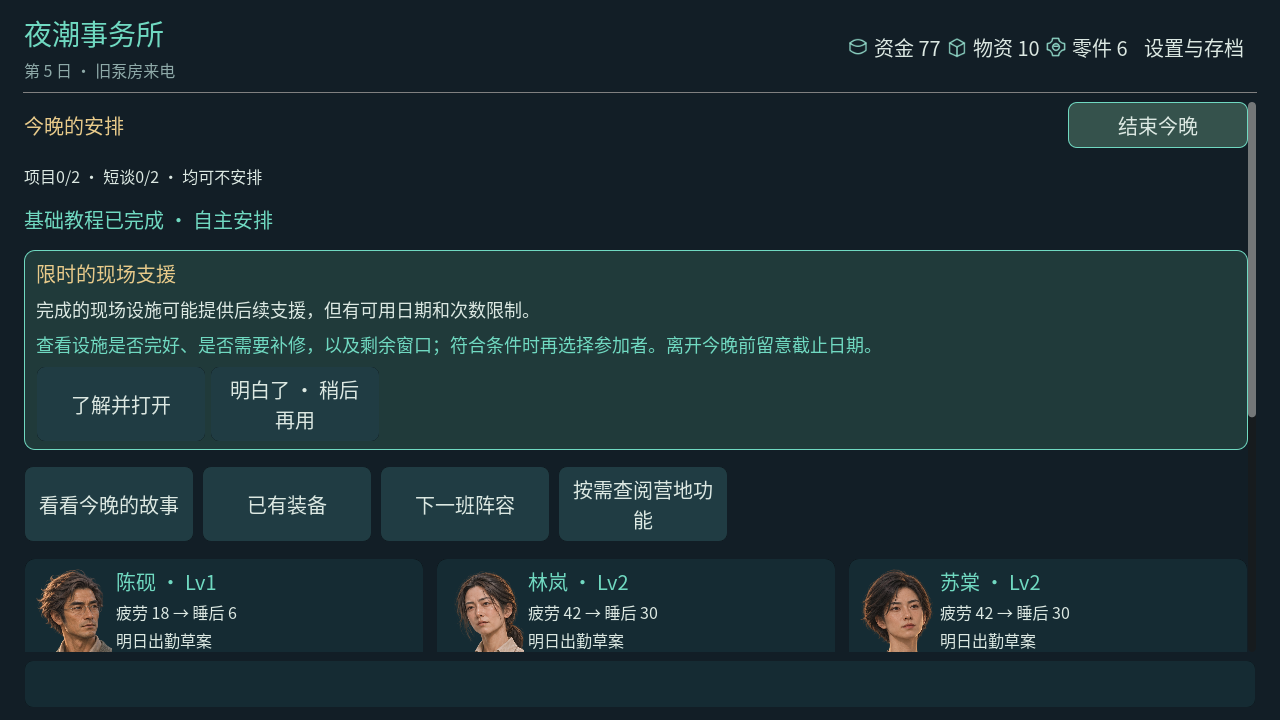 夜潮事务所
第 5 日 · 旧泵房来电
资金 77 物资 10 零件 6 设置与存档
今晚的安排
结束今晚
项目0/2 · 短谈0/2 · 均可不安排
基础教程已完成 · 自主安排
限时的现场支援
完成的现场设施可能提供后续支援，但有可用日期和次数限制。
查看设施是否完好、是否需要补修，以及剩余窗口；符合条件时再选择参加者。离开今晚前留意截止日期。
了解并打开
明白了 · 稍后
再用
看看今晚的故事
已有装备
下一班阵容
按需查阅营地功
能
陈砚 · Lv1
疲劳 18 → 睡后 6
明日出勤草案
林岚 · Lv2
疲劳 42 → 睡后 30
明日出勤草案
苏棠 · Lv2
疲劳 42 → 睡后 30
明日出勤草案